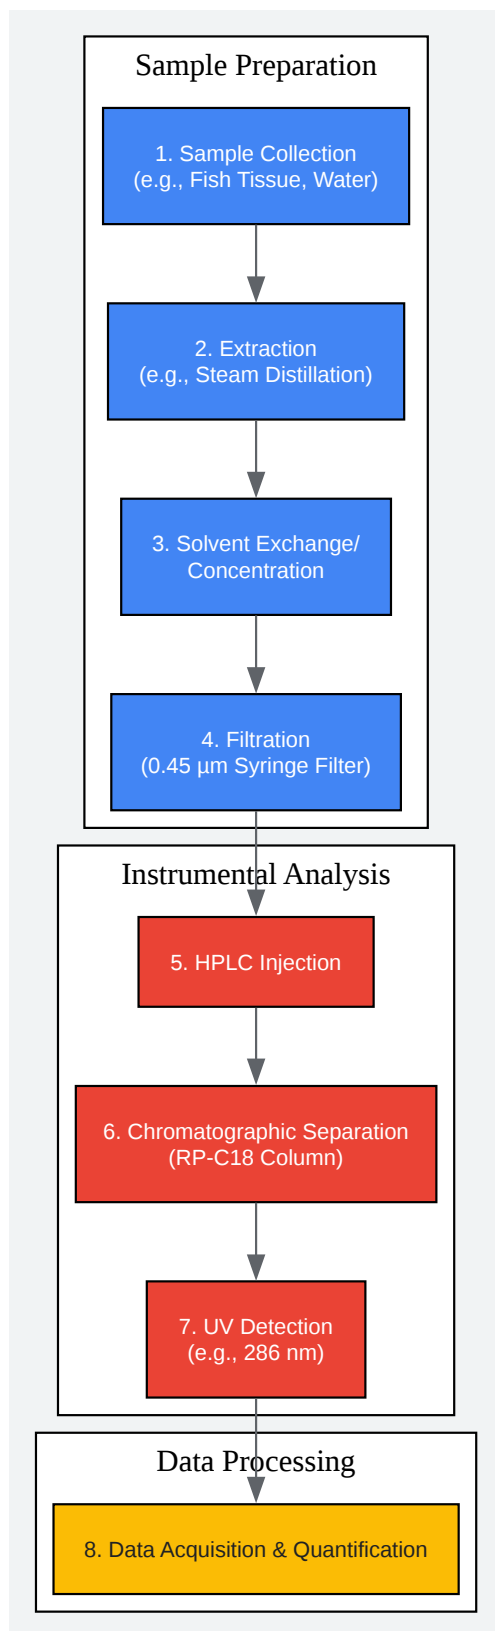 Sample Preparation
1. Sample Collection
(e.g., Fish Tissue, Water)
2. Extraction
(e.g., Steam Distillation)
3. Solvent Exchange/
Concentration
4. Filtration
(0.45 µm Syringe Filter)
Instrumental Analysis
5. HPLC Injection
6. Chromatographic Separation
(RP-C18 Column)
7. UV Detection
(e.g., 286 nm)
Data Processing
8. Data Acquisition & Quantification